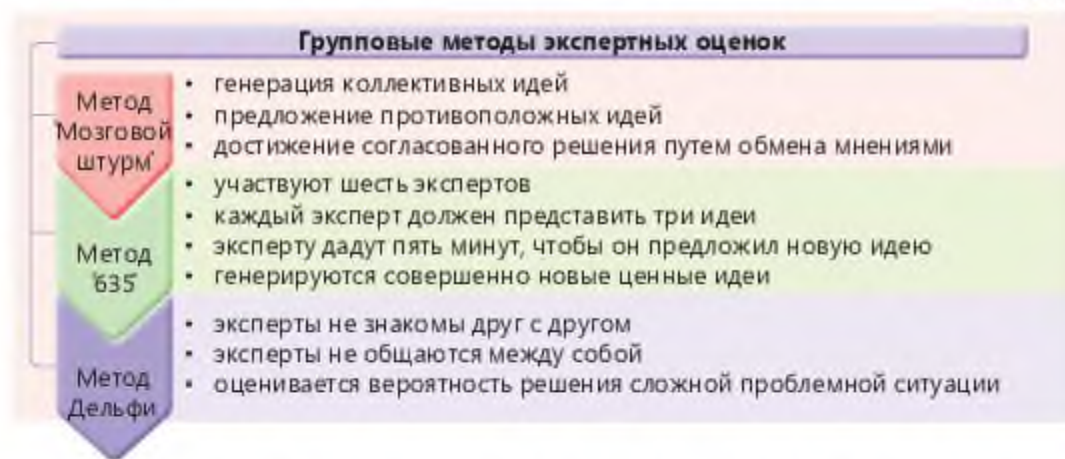 Групповые методы экспертных оценок
Метод
"Мозговой
штурм"
• генерация коллективных идей
• предложение противоположных идей
• достижение согласованного решения путем обмена мнениями
Метод
"635"
• участвуют шесть экспертов
• каждый эксперт должен представить три идеи
• эксперту дадут пять минут, чтобы он предложил новую идею
• генерируются совершенно новые ценные идеи
Метод
Дельфи
• эксперты не знакомы друг с другом
• эксперты не общаются между собой
• оценивается вероятность решения сложной проблемной ситуации